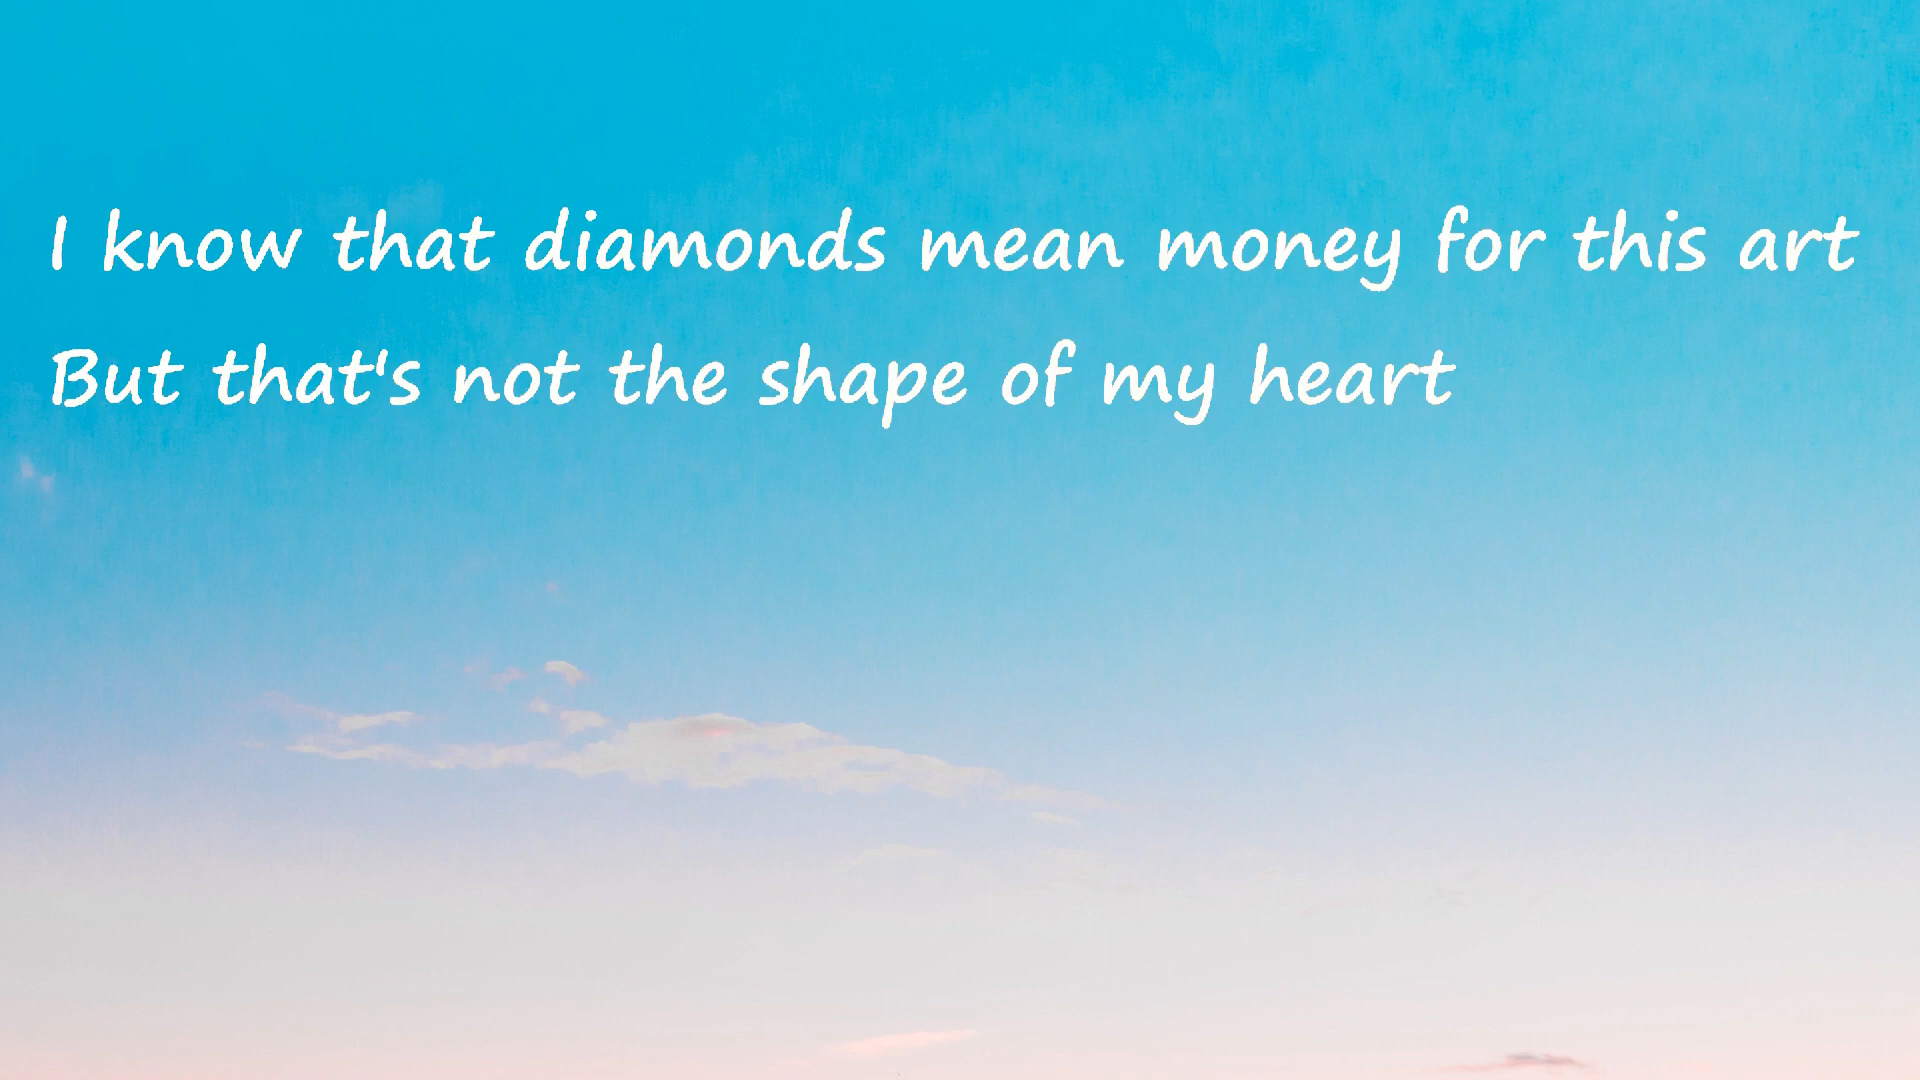 I know that diamonds mean money for this art
But that's not the shape of my heart